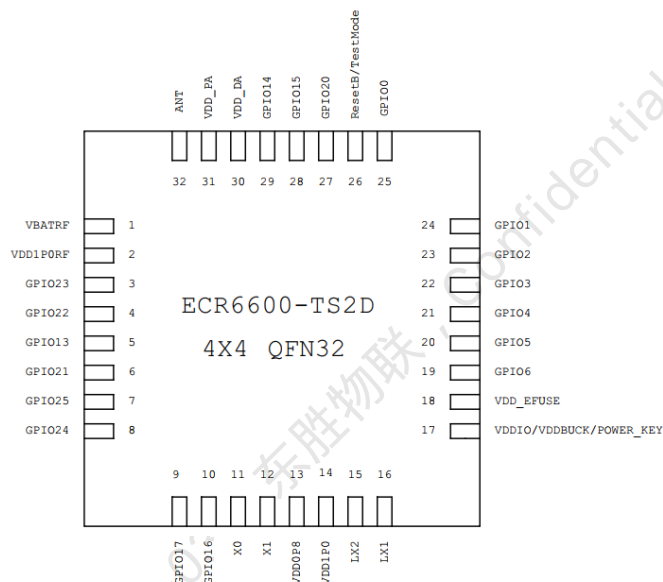 ANT
VDD_PA
VDD_DA
GPIO14
GPIO15
GPIO20
ResetB/TestMode
GPIO0
32 31 30 29 28 27 26 25
VBATRF 1
VDD1P0RF 2
GPIO23 3
GPIO22 4
GPIO13 5
GPIO21 6
GPIO25 7
GPIO24 8
ECR6600-TS2D
4X4 QFN32
24 GPIO1
23 GPIO2
22 GPIO3
21 GPIO4
20 GPIO5
19 GPIO6
18 VDD_EFUSE
17 VDDIO/VDDBUCK/POWER_KEY
9 10 11 12 13 14 15 16
GPIO17
GPIO16
X0
X1
VDD0P8
VDD1P0
LX2
LX1
东胜物联, Confidential